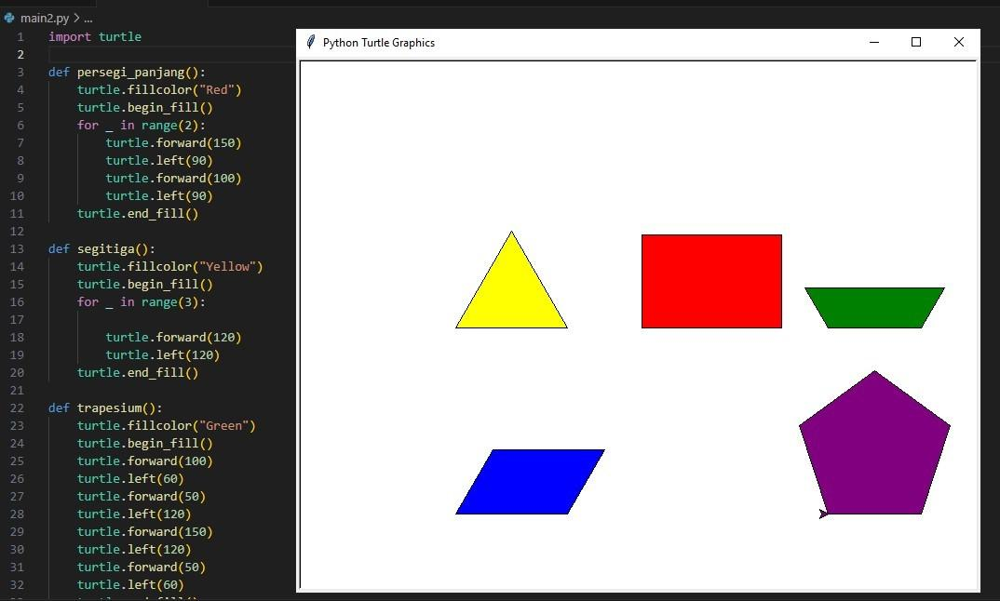 main2.py > ...
1 import turtle
2
3 def persegi_panjang():
4     turtle.fillcolor("Red")
5     turtle.begin_fill()
6     for _ in range(2):
7         turtle.forward(150)
8         turtle.left(90)
9         turtle.forward(100)
10         turtle.left(90)
11     turtle.end_fill()
12
13 def segitiga():
14     turtle.fillcolor("Yellow")
15     turtle.begin_fill()
16     for _ in range(3):
17
18         turtle.forward(120)
19         turtle.left(120)
20     turtle.end_fill()
21
22 def trapesium():
23     turtle.fillcolor("Green")
24     turtle.begin_fill()
25     turtle.forward(100)
26     turtle.left(60)
27     turtle.forward(50)
28     turtle.left(120)
29     turtle.forward(150)
30     turtle.left(120)
31     turtle.forward(50)
32     turtle.left(60)
Python Turtle Graphics